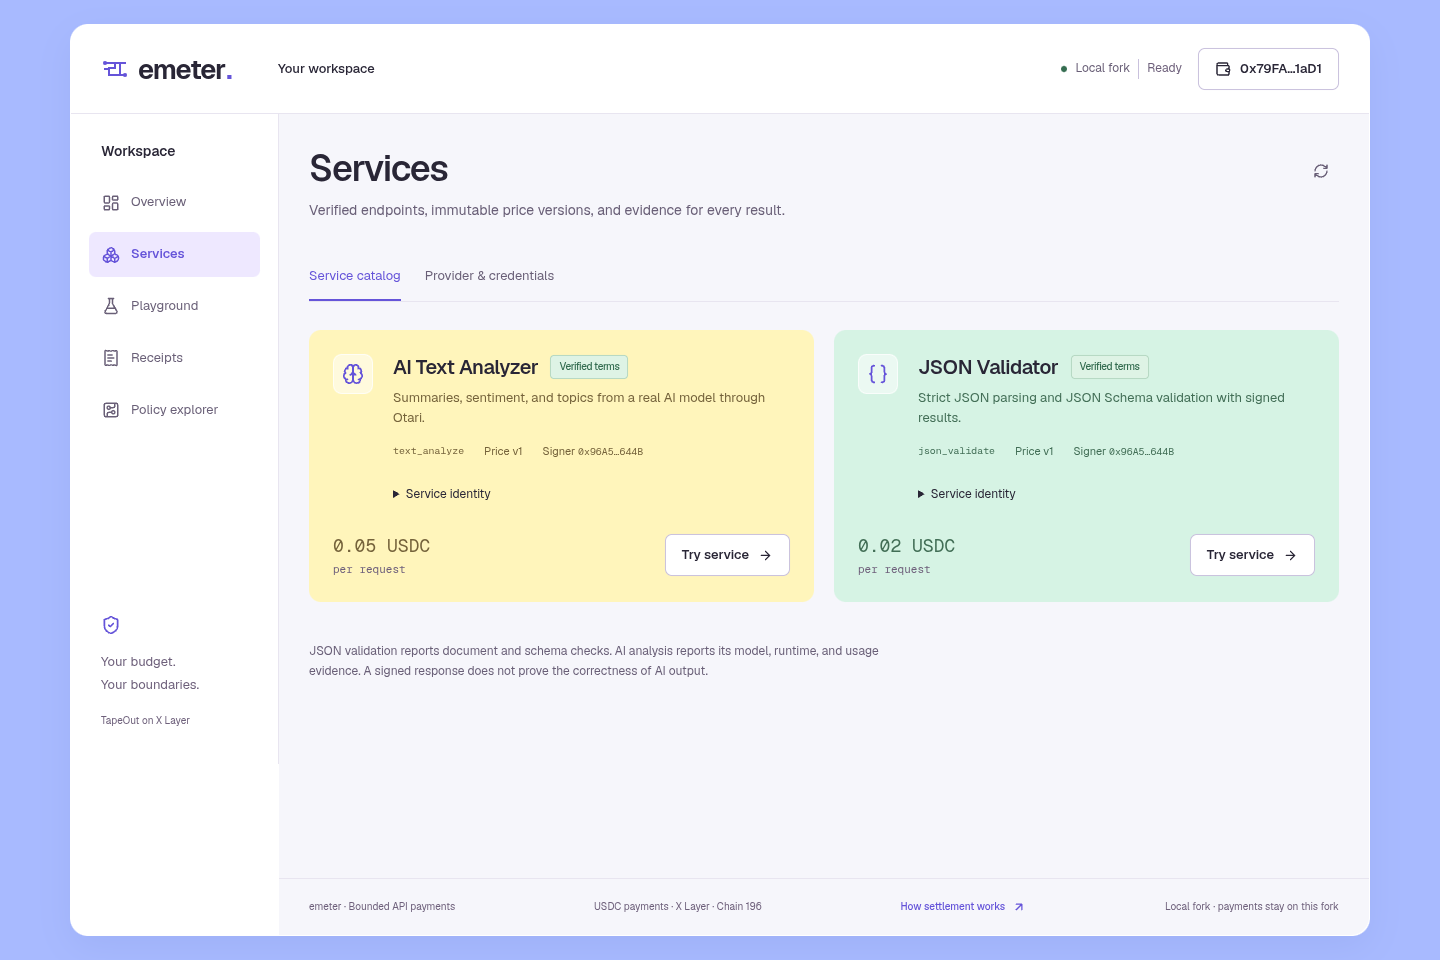 emeter.
Your workspace
Local fork
Ready
0x79FA...1aD1
Workspace
Overview
Services
Playground
Receipts
Policy explorer
Your budget.
Your boundaries.
TapeOut on X Layer
Services
Verified endpoints, immutable price versions, and evidence for every result.
Service catalog
Provider & credentials
AI Text Analyzer
Verified terms
Summaries, sentiment, and topics from a real AI model through
Otari.
text_analyze
Price v1
Signer 0x96A5…644B
Service identity
0.05 USDC
per request
Try service
JSON Validator
Verified terms
Strict JSON parsing and JSON Schema validation with signed
results.
json_validate
Price v1
Signer 0x96A5…644B
Service identity
0.02 USDC
per request
Try service
JSON validation reports document and schema checks. AI analysis reports its model, runtime, and usage
evidence. A signed response does not prove the correctness of AI output.
emeter · Bounded API payments
USDC payments · X Layer · Chain 196
How settlement works
Local fork · payments stay on this fork